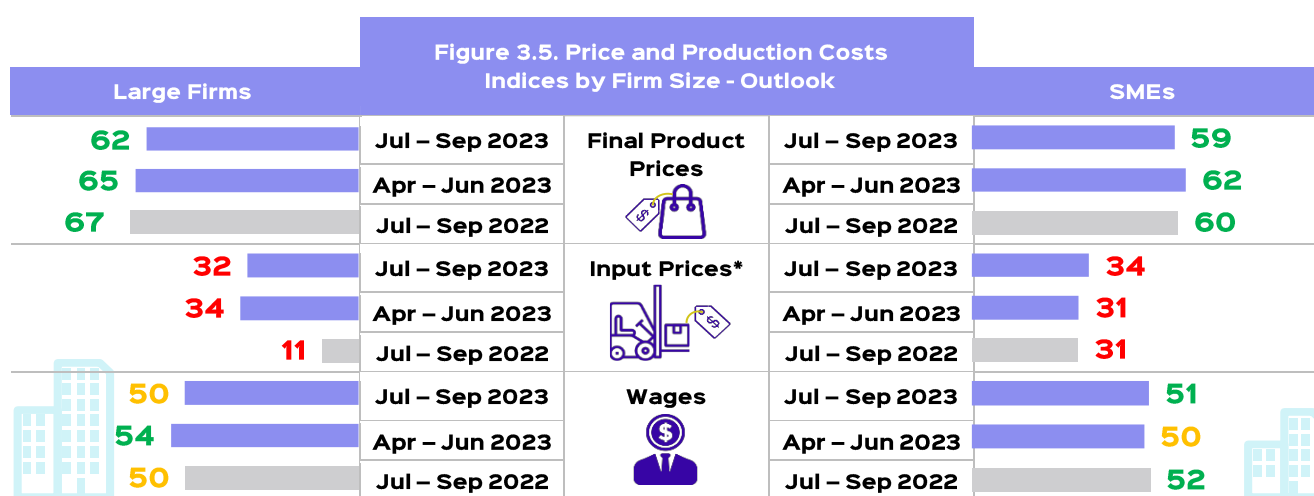 Figure 3.5. Price and Production Costs
Indices by Firm Size - Outlook
Large Firms
SMEs
62
Jul – Sep 2023
Final Product
Prices
Jul – Sep 2023
59
65
Apr – Jun 2023
Apr – Jun 2023
62
67
Jul – Sep 2022
$
Jul – Sep 2022
60
32
Jul – Sep 2023
Input Prices*
Jul – Sep 2023
34
34
Apr – Jun 2023
$
Apr – Jun 2023
31
11
Jul – Sep 2022
Jul – Sep 2022
31
50
Jul – Sep 2023
Wages
Jul – Sep 2023
51
54
Apr – Jun 2023
$
Apr – Jun 2023
50
50
Jul – Sep 2022
Jul – Sep 2022
52